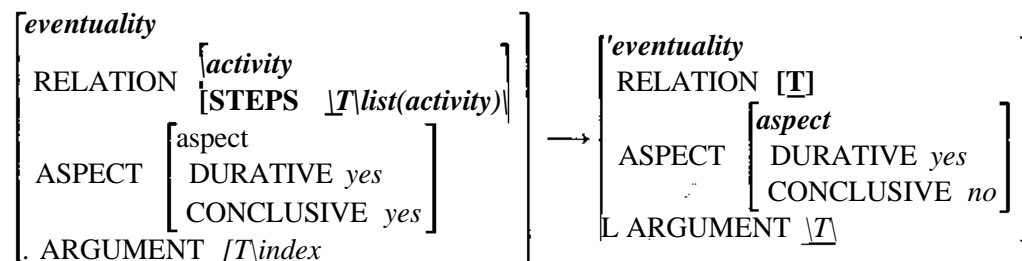 [eventuality
RELATION [\activity
[STEPS \T\list(activity)\]
ASPECT [aspect
DURATIVE yes
CONCLUSIVE yes]
. ARGUMENT [T\index
→
['eventuality
RELATION [T]
ASPECT [aspect
DURATIVE yes
CONCLUSIVE no]
L ARGUMENT \T\